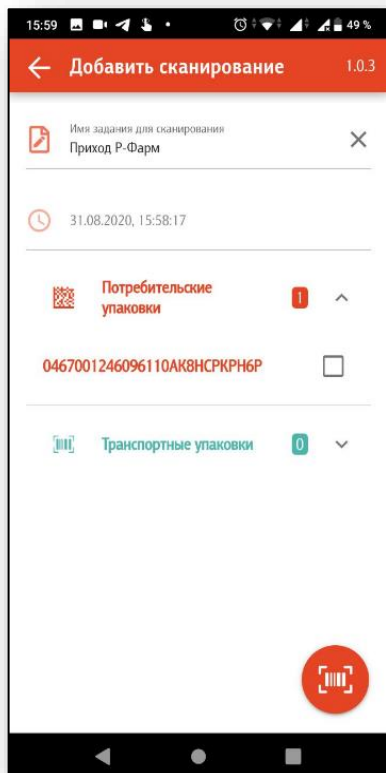 15:59
49 %
Добавить сканирование
1.0.3
Имя задания для сканирования
Приход Р-Фарм
31.08.2020, 15:58:17
Потребительские
упаковки
1
0467001246096110AK8HCPKPH6P
Транспортные упаковки
0